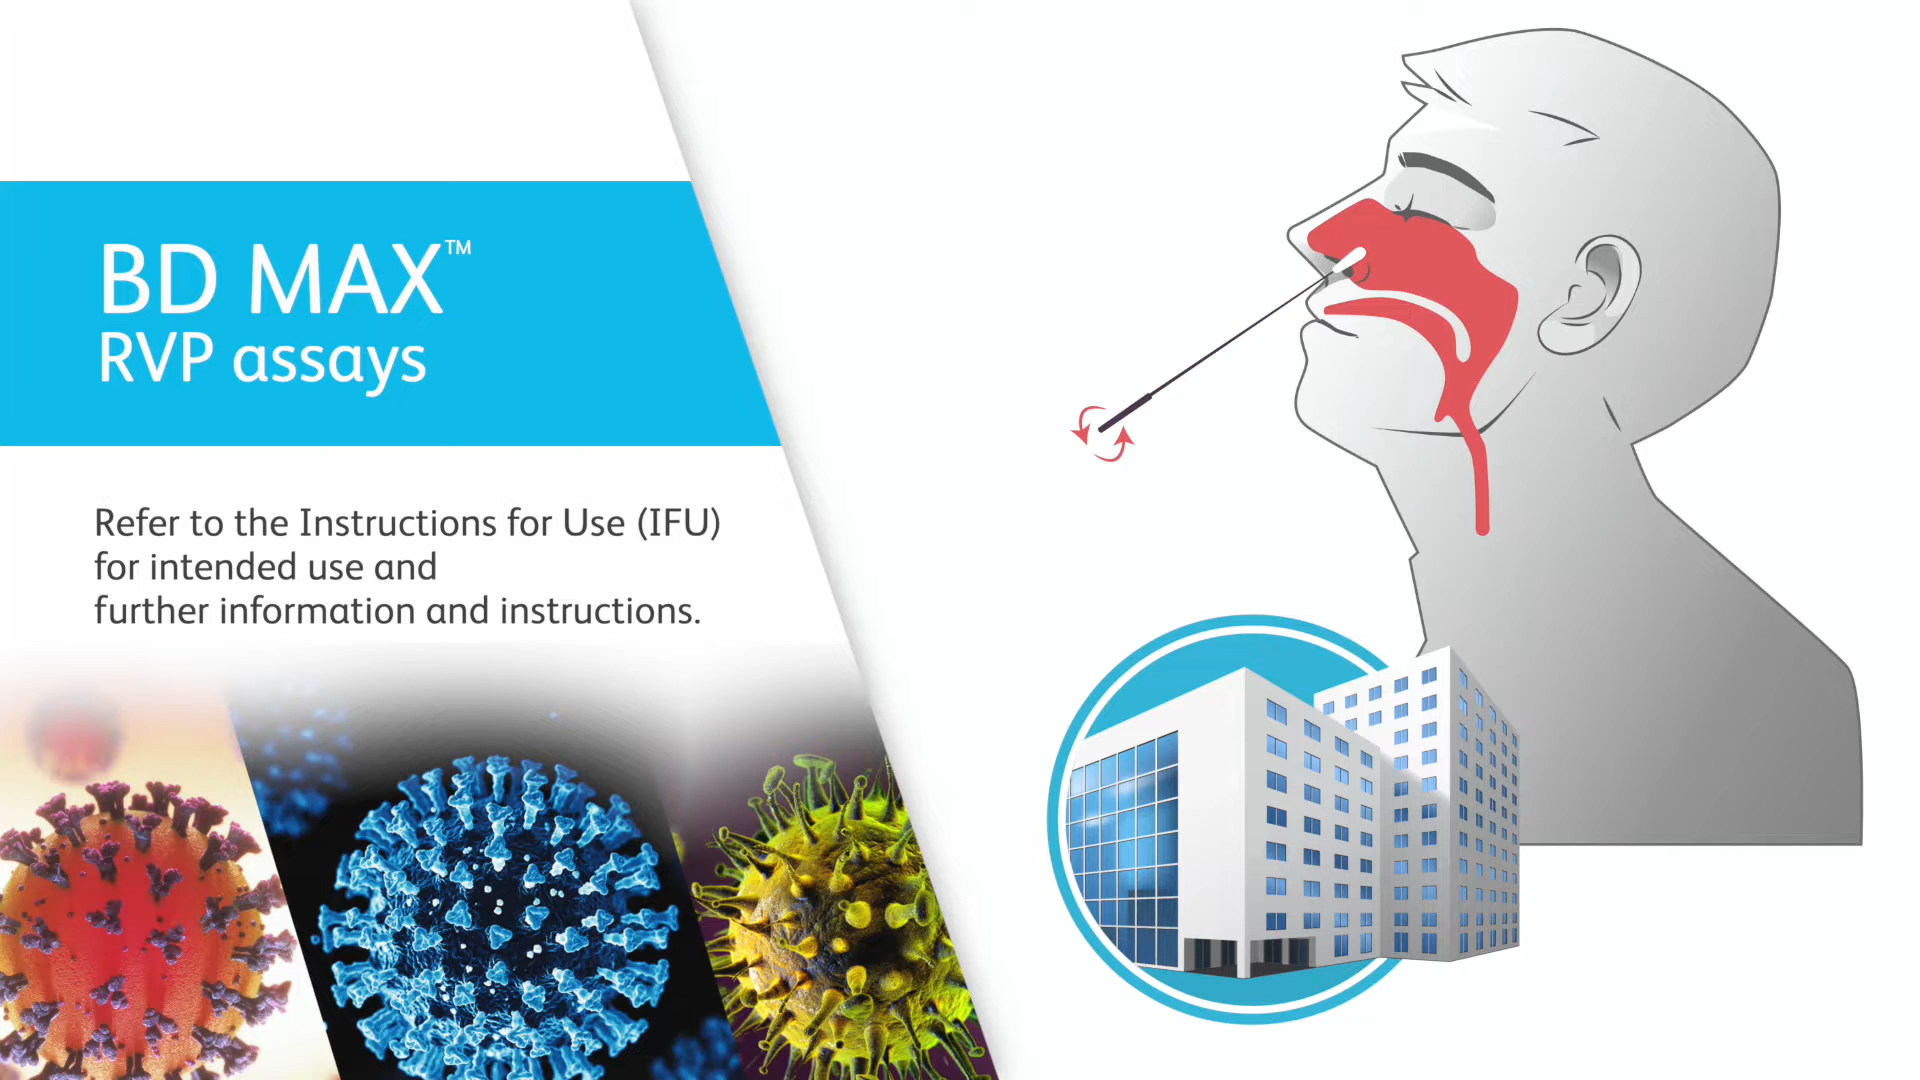 BD MAX™
RVP assays
Refer to the Instructions for Use (IFU)
for intended use and
further information and instructions.